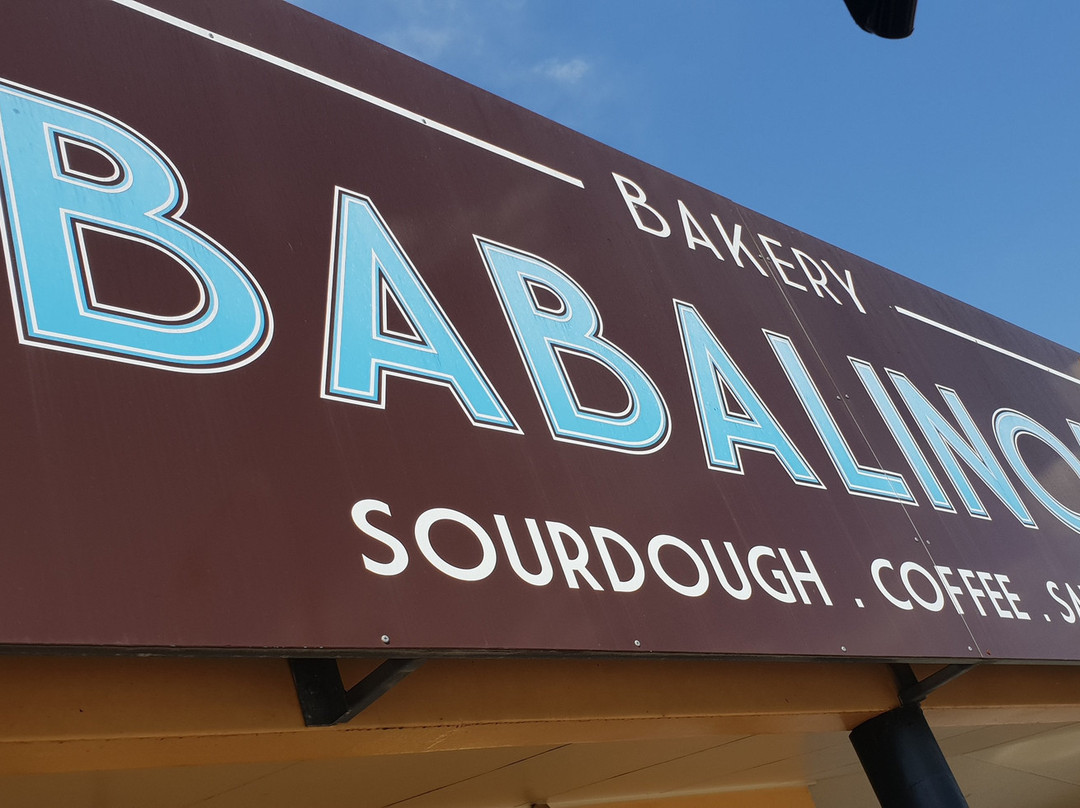 BAKERY
BABALINO
SOURDOUGH . COFFEE .